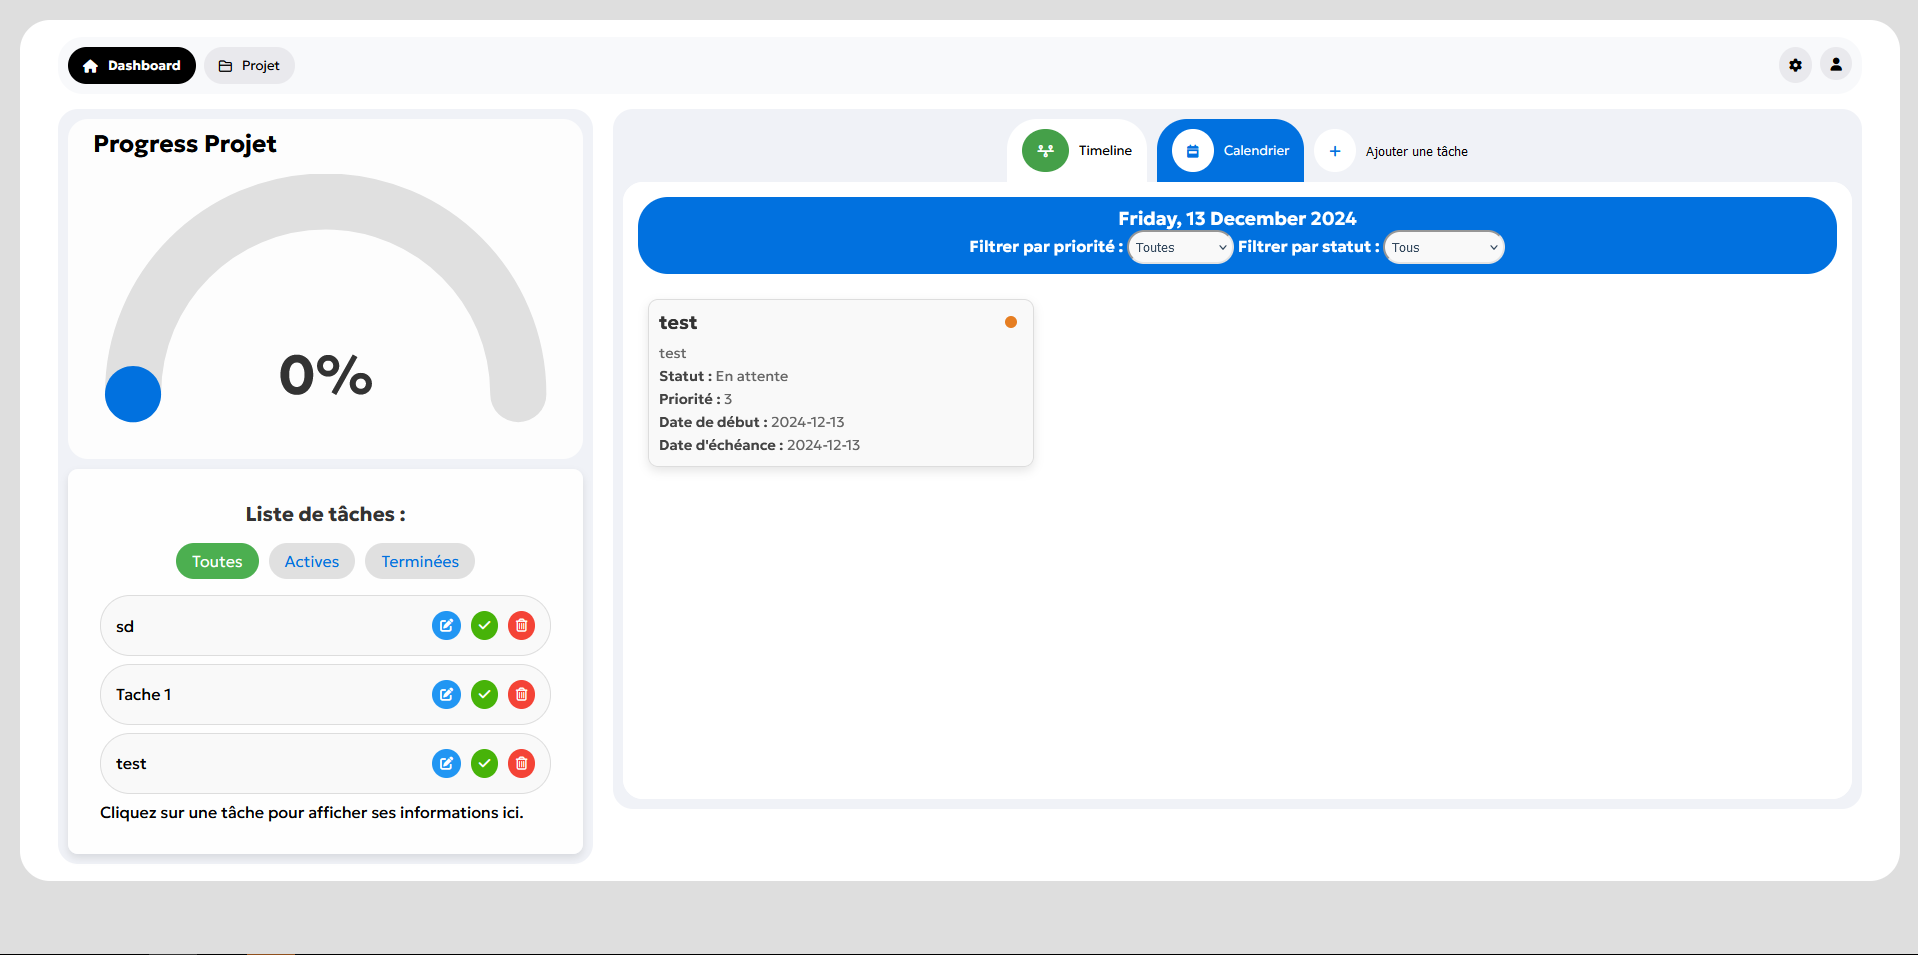 Dashboard
Projet
Progress Projet
0%
Liste de tâches :
Toutes
Actives
Terminées
sd
Tache 1
test
Cliquez sur une tâche pour afficher ses informations ici.
Timeline
Calendrier
+ Ajouter une tâche
Friday, 13 December 2024
Filtrer par priorité : Toutes Filtrer par statut : Tous
test
test
Statut : En attente
Priorité : 3
Date de début : 2024-12-13
Date d'échéance : 2024-12-13